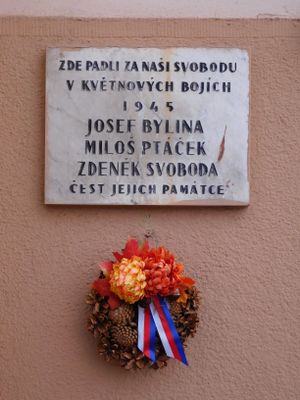 ZDE PADLI ZA NAŠI SVOBODU
V KVĚTNOVÝCH BOJÍCH
1945
JOSEF BYLINA
MILOŠ PTÁČEK
ZDENĚK SVOBODA
ČEST JEJICH PAMÁTCE